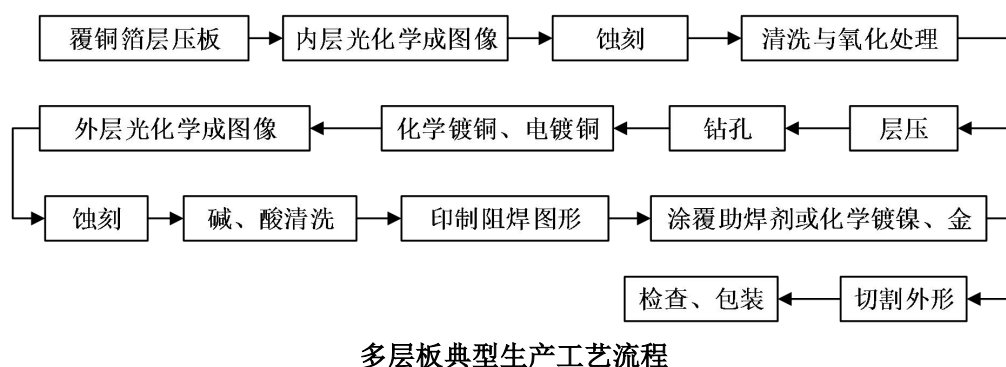 覆铜箔层压板
内层光化学成图像
蚀刻
清洗与氧化处理
层压
钻孔
化学镀铜、电镀铜
外层光化学成图像
蚀刻
碱、酸清洗
印制阻焊图形
涂覆助焊剂或化学镀镍、金
切割外形
检查、包装
多层板典型生产工艺流程